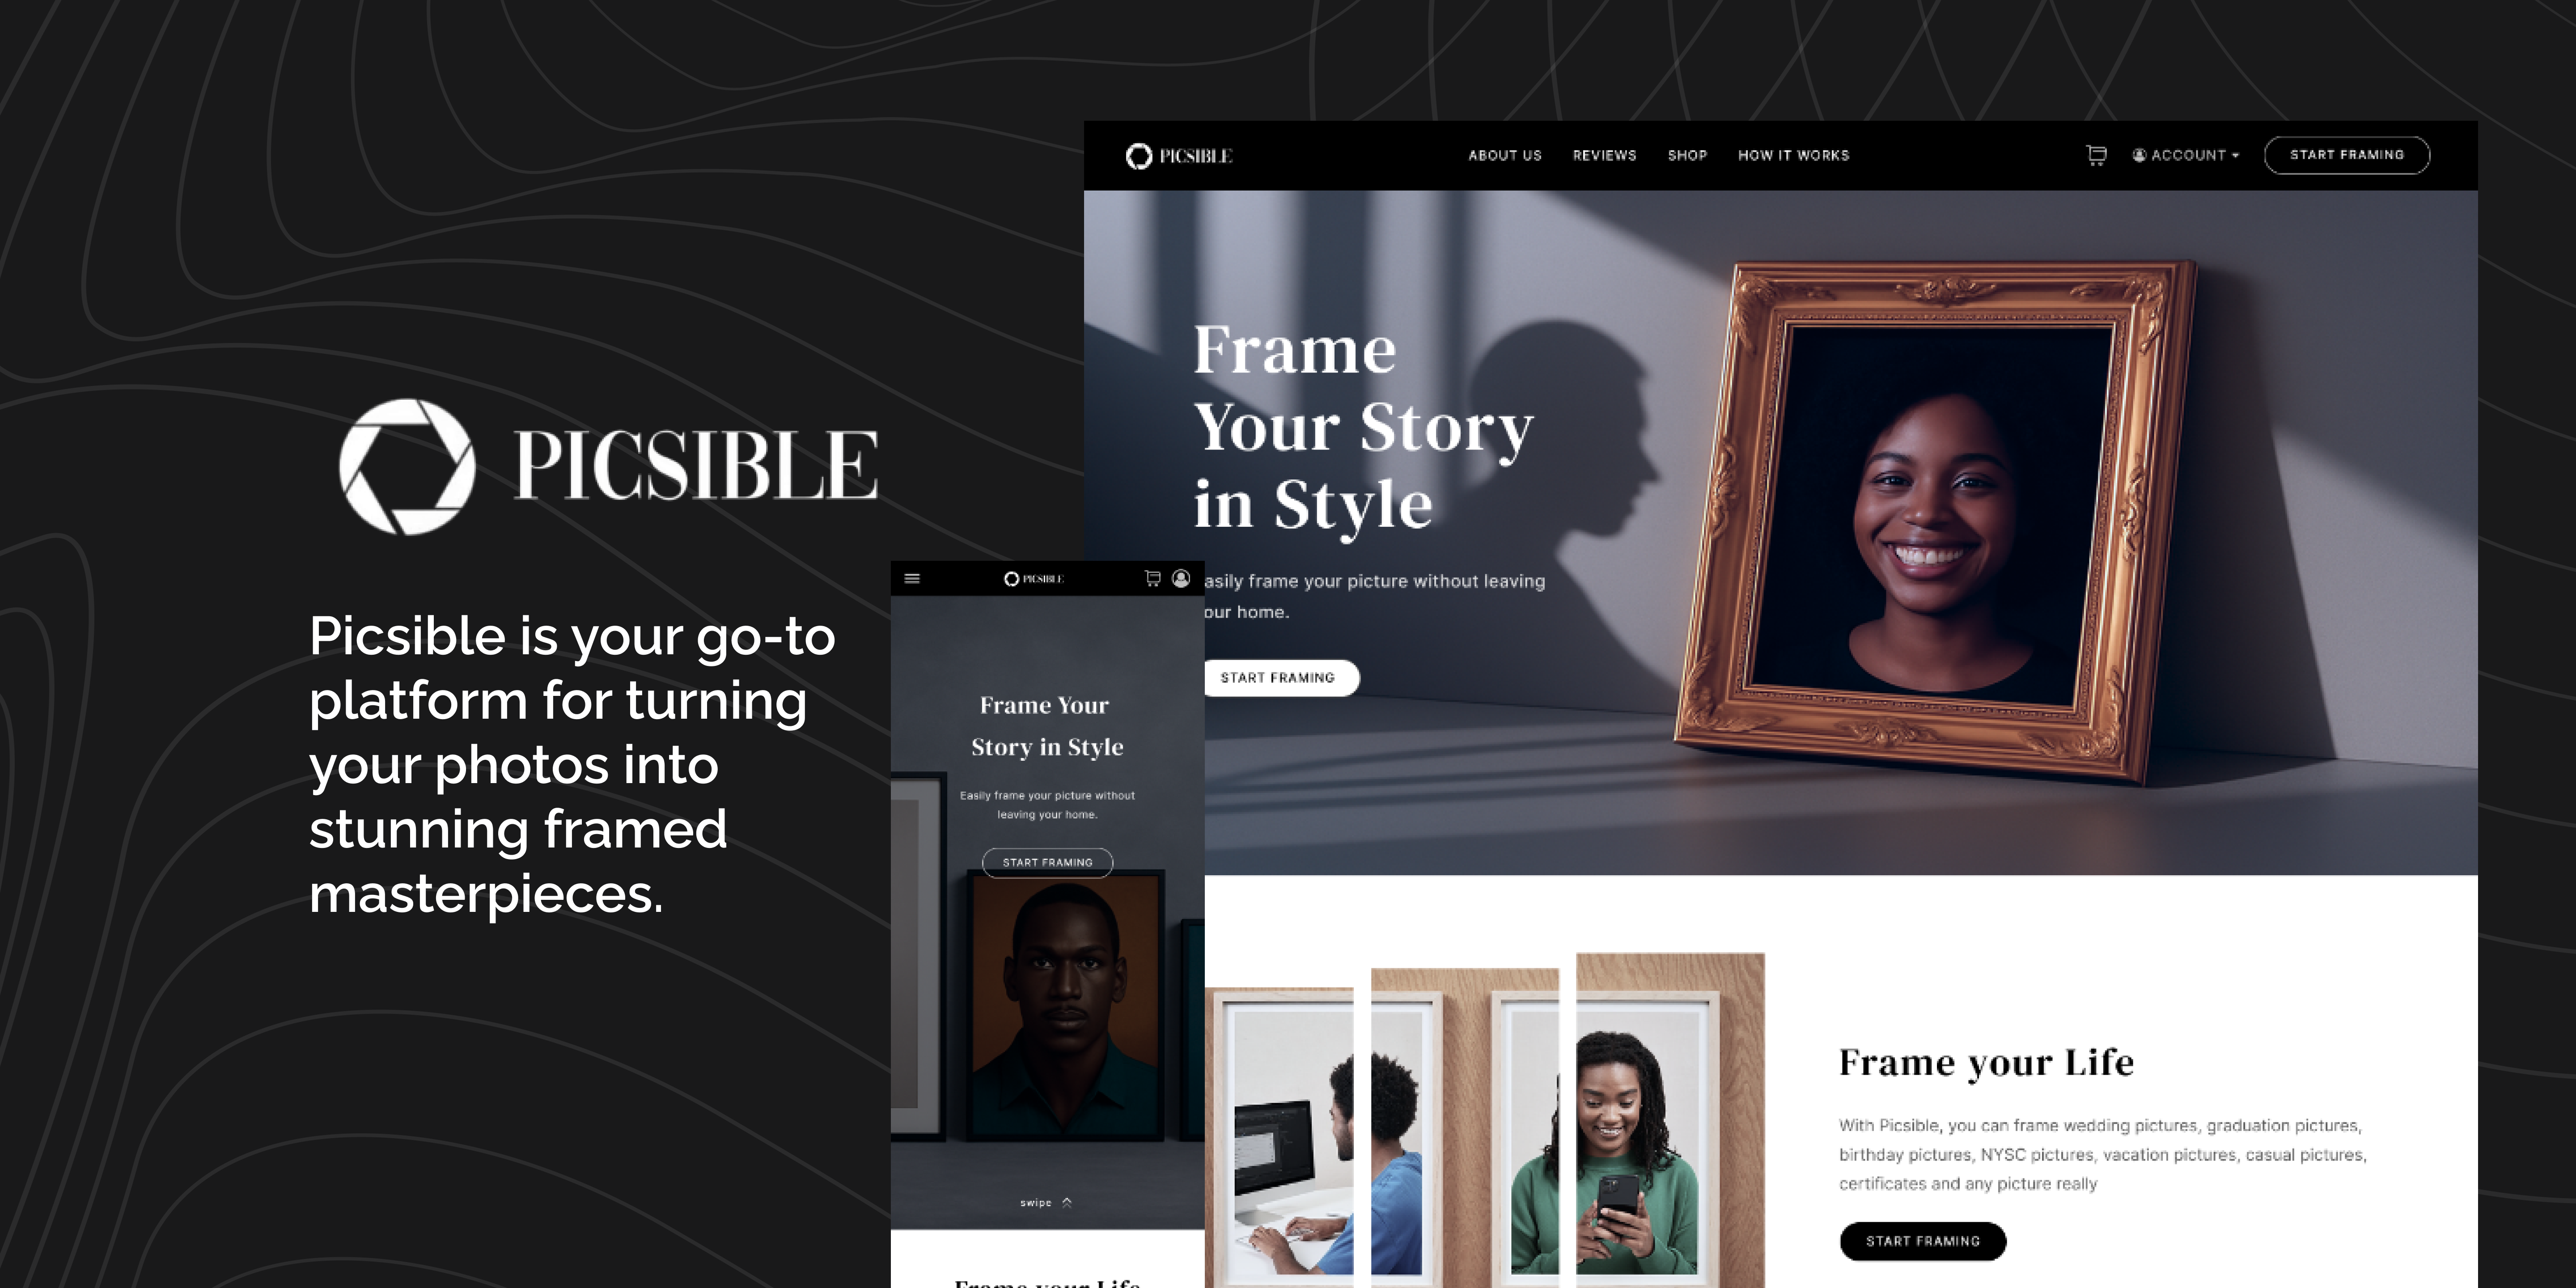 PICSIBLE
Picsible is your go-to
platform for turning
your photos into
stunning framed
masterpieces.
PICSIBLE
ABOUT US
REVIEWS
SHOP
HOW IT WORKS
ACCOUNT
START FRAMING
Frame
Your Story
in Style
asily frame your picture without leaving
our home.
START FRAMING
PICSIBLE
Frame Your
Story in Style
Easily frame your picture without
leaving your home.
START FRAMING
swipe
Frame your Life
Frame your Life
With Picsible, you can frame wedding pictures, graduation pictures,
birthday pictures, NYSC pictures, vacation pictures, casual pictures,
certificates and any picture really
START FRAMING